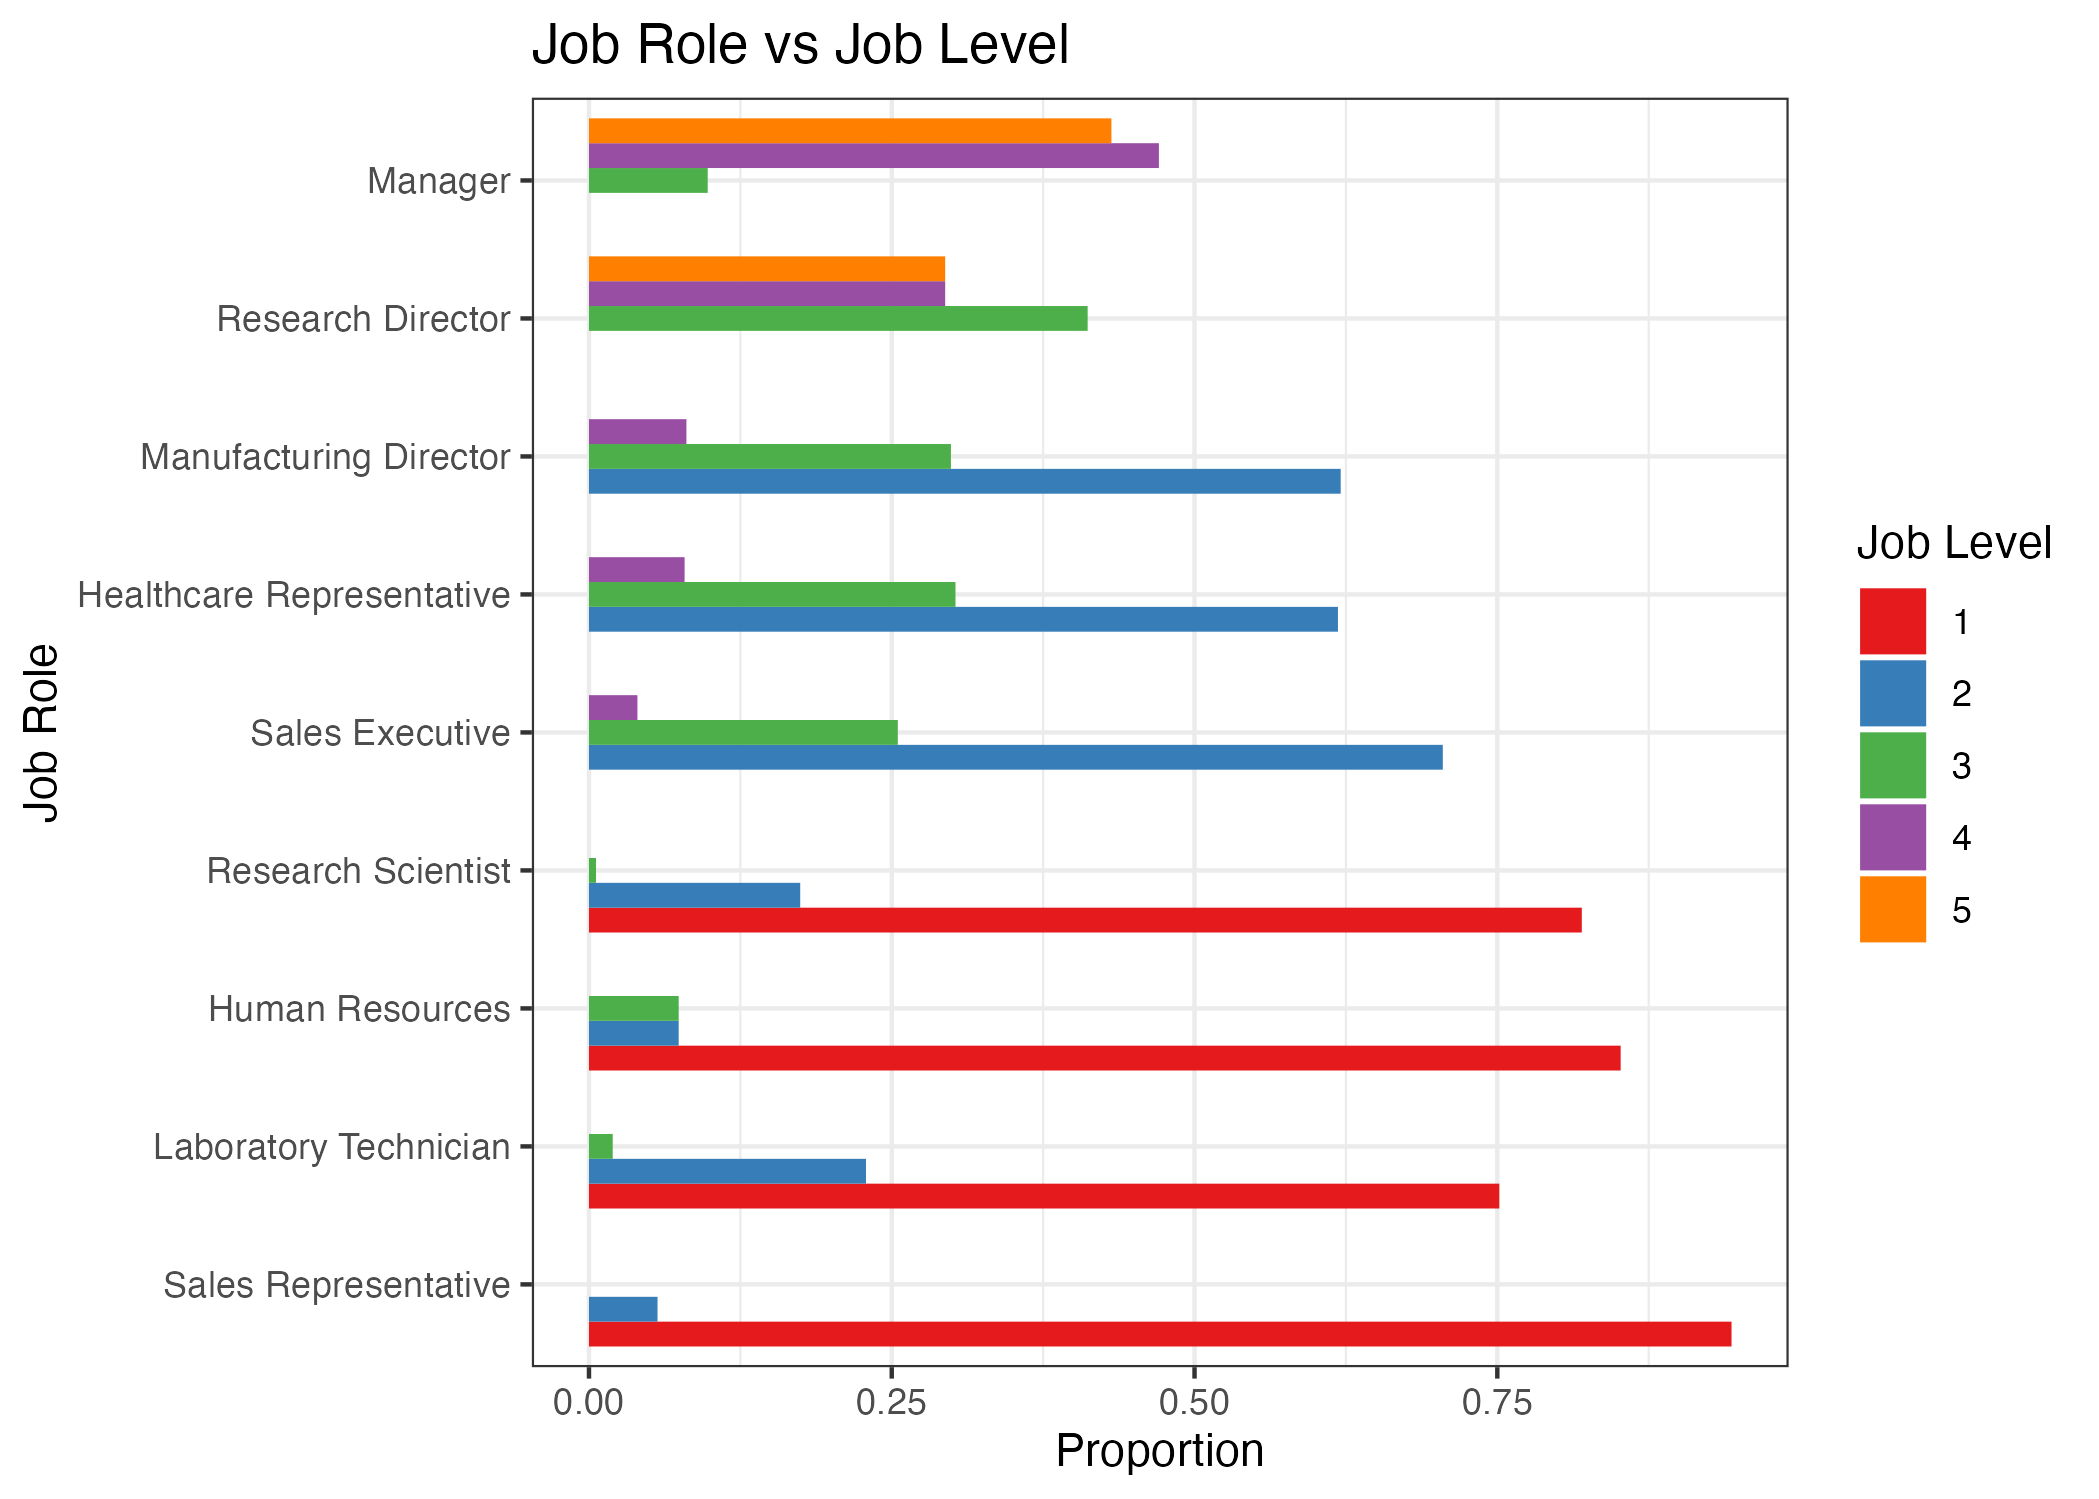 Job Role vs Job Level
Manager
Research Director
Manufacturing Director
Healthcare Representative
Sales Executive
Research Scientist
Human Resources
Laboratory Technician
Sales Representative
Job Role
0.00 0.25 0.50 0.75
Proportion
Job Level
1
2
3
4
5